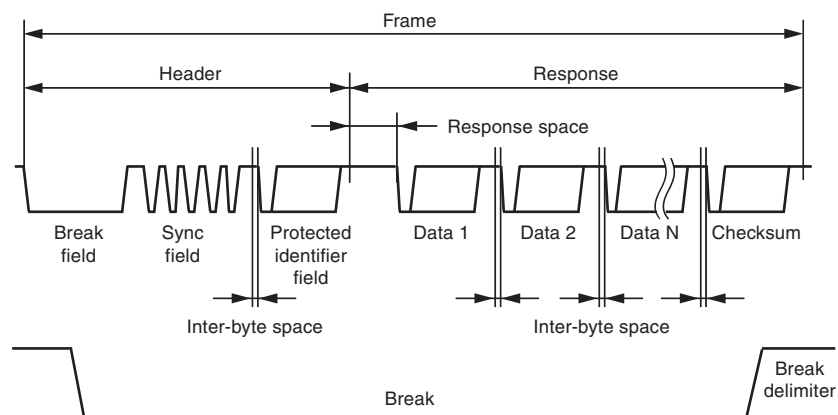 Frame
Header Response
Response space
Break field
Sync field
Protected identifier field
Data 1
Data 2
Data N
Checksum
Inter-byte space
Inter-byte space
Break
Break delimiter